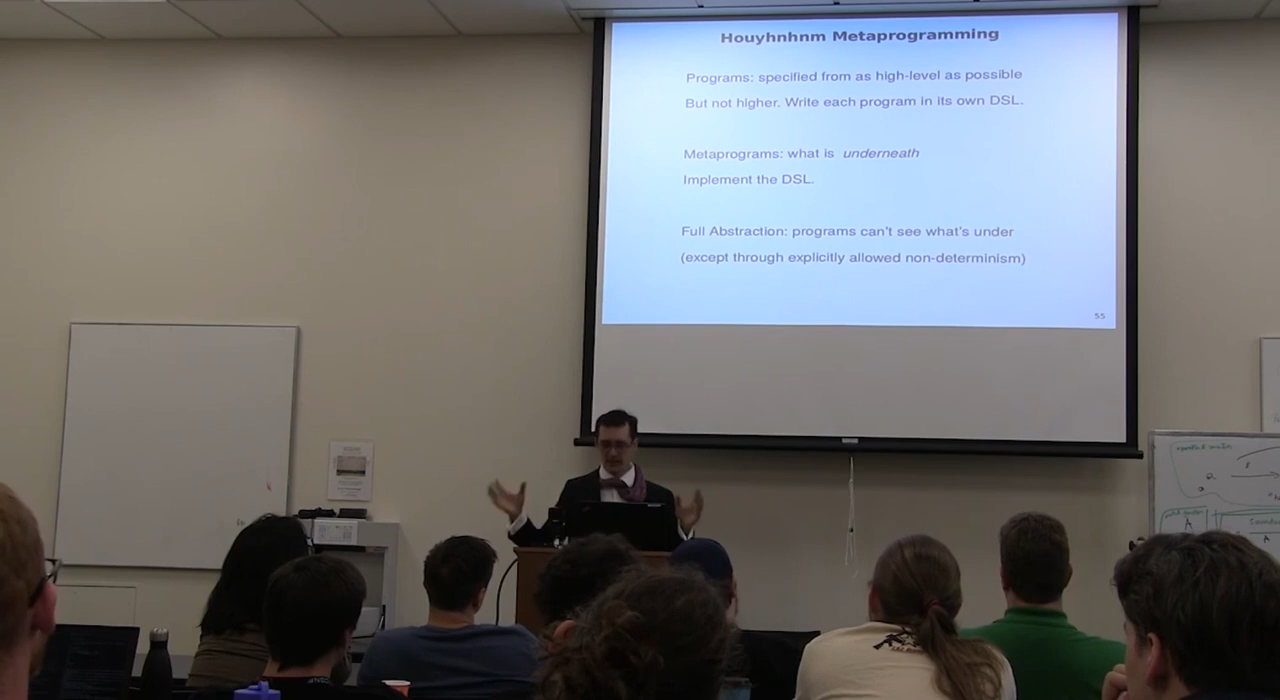 Houyhnhnm Metaprogramming
Programs: specified from as high-level as possible
But not higher. Write each program in its own DSL.
Metaprograms: what is underneath
Implement the DSL.
Full Abstraction: programs can't see what's under
(except through explicitly allowed non-determinism)
55